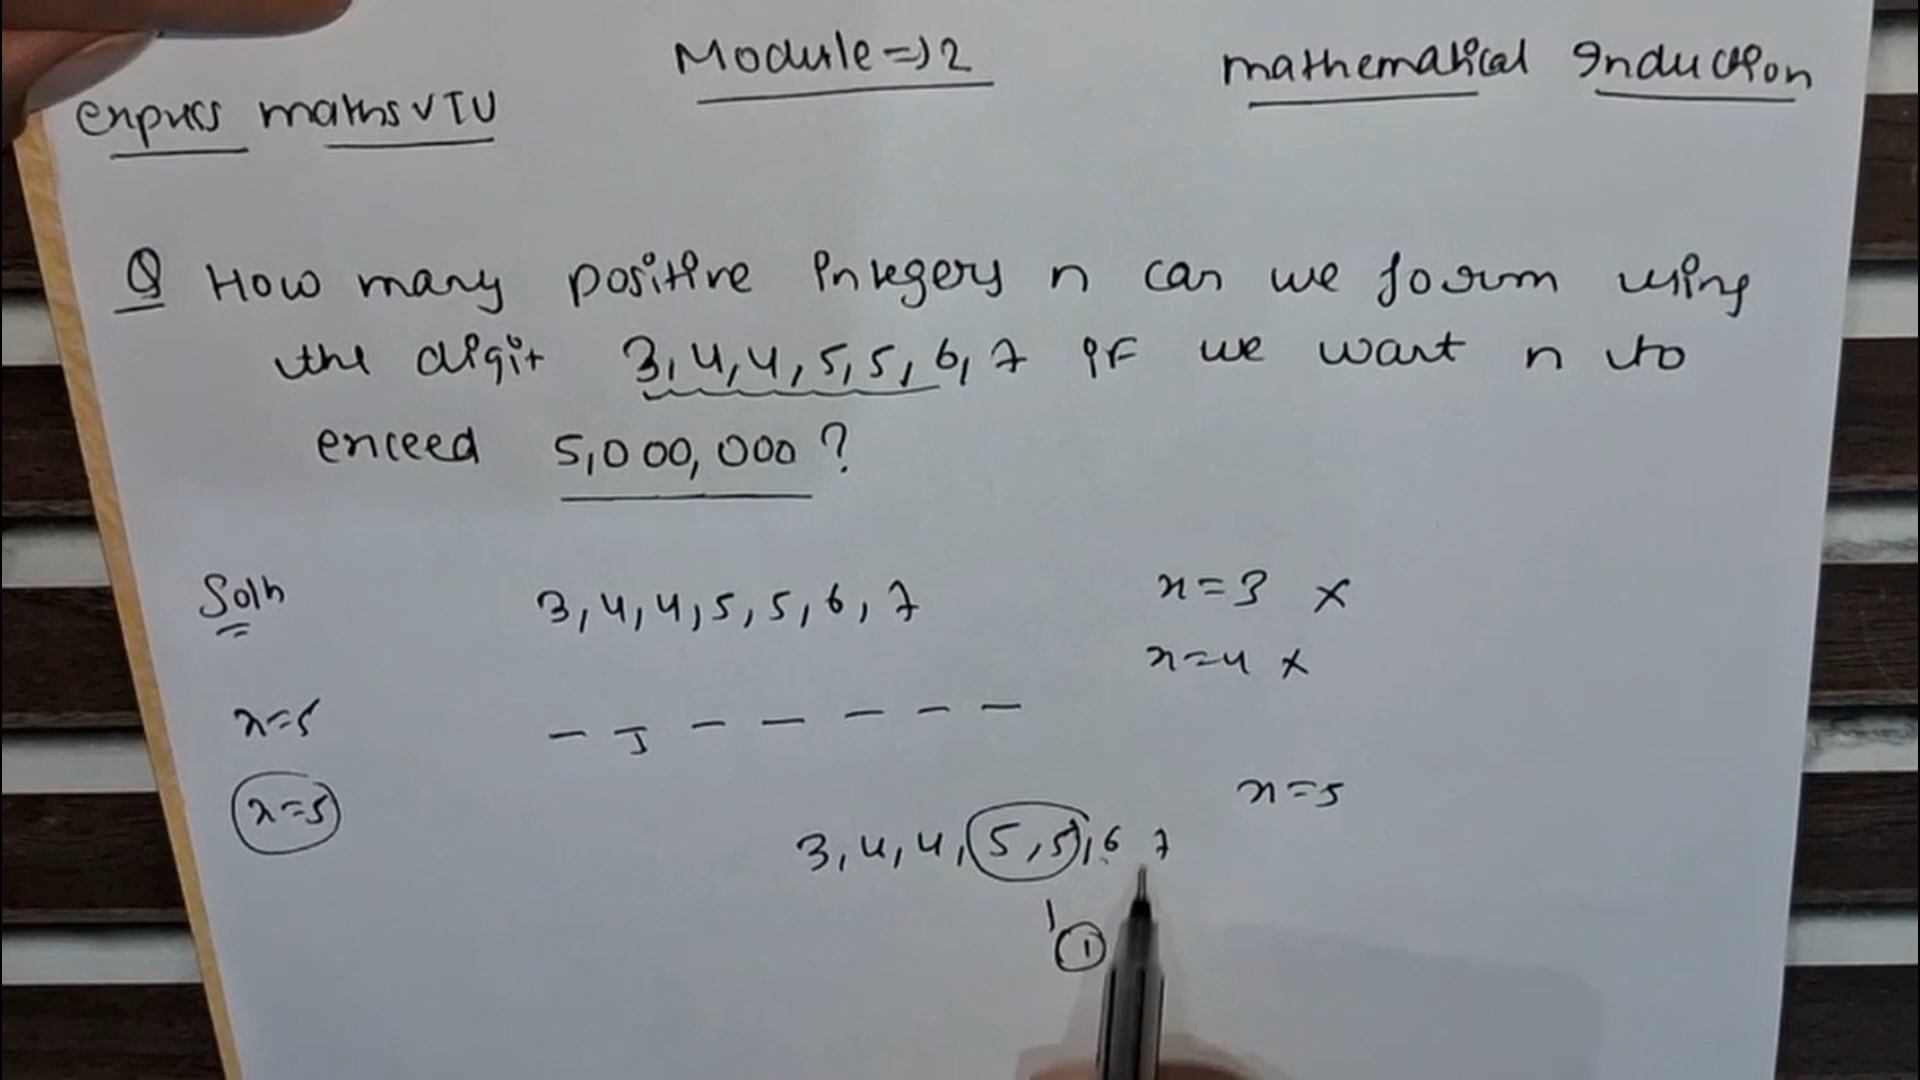 Module => 2
mathematical Induction
express maths VTU
Q How many positive integers n can we form using
the digit 3, 4, 4, 5, 5, 6, 7 if we want n to
exceed 5,000,000 ?
Soln
3, 4, 4, 5, 5, 6, 7
x=3 ×
x=4 ×
x=5
x=5
x=5
3, 4, 4, 5, 5, 6 7
1